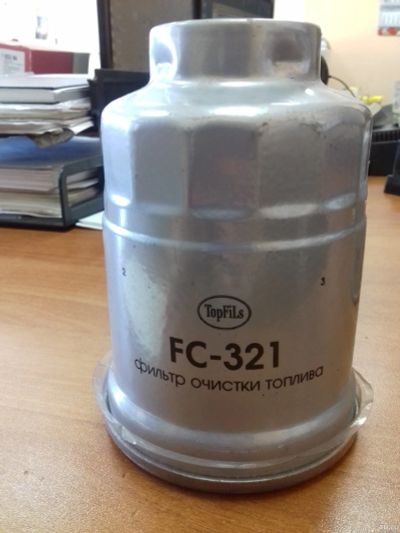 2
3
TopFiLs
FC-321
фильтр очистки топлива